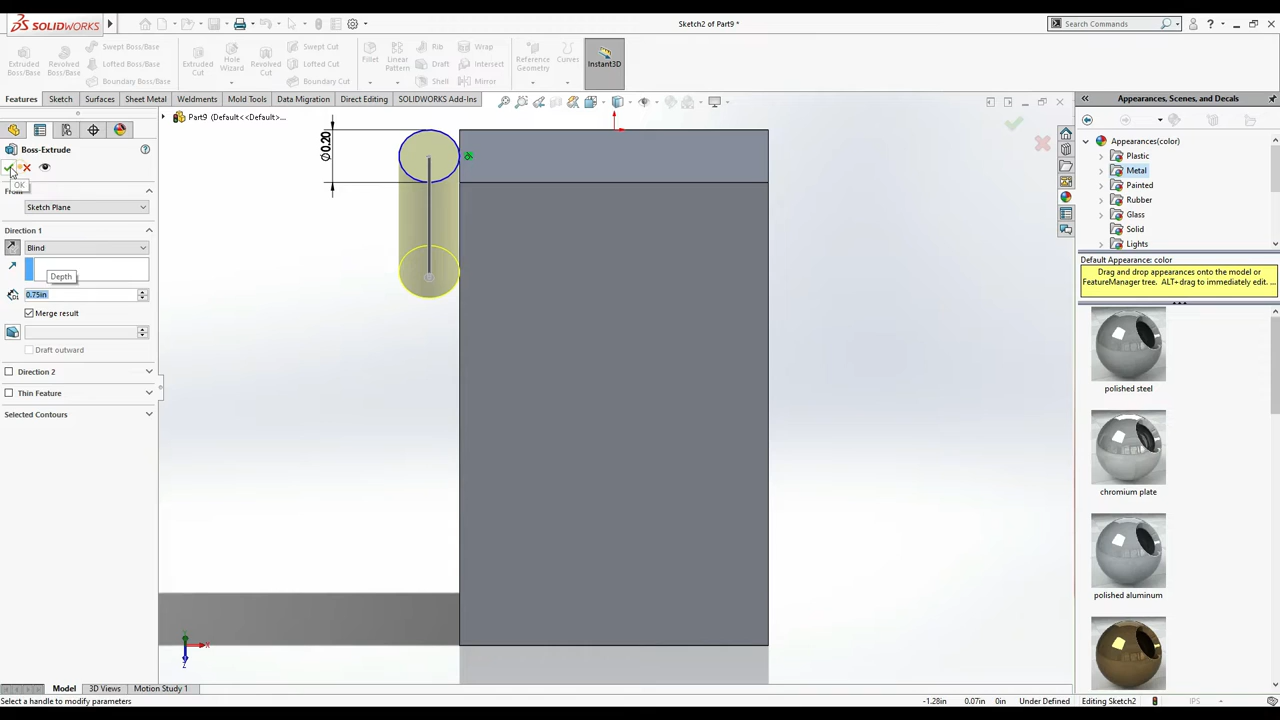 SOLIDWORKS
Sketch2 of Part9 *
Search Commands
Extruded Boss/Base
Revolved Boss/Base
Swept Boss/Base
Lofted Boss/Base
Boundary Boss/Base
Extruded Cut
Hole Wizard
Revolved Cut
Swept Cut
Lofted Cut
Boundary Cut
Fillet
Linear Pattern
Rib
Draft
Shell
Wrap
Intersect
Mirror
Reference Geometry
Curves
Instant3D
Features
Sketch
Surfaces
Sheet Metal
Weldments
Mold Tools
Data Migration
Direct Editing
SOLIDWORKS Add-Ins
Part9 (Default<<Default>...
Boss-Extrude
OK
From
Sketch Plane
Direction 1
Blind
Depth
0.75in
Merge result
Draft outward
Direction 2
Thin Feature
Selected Contours
Ø0.20
Appearances, Scenes, and Decals
Appearances(color)
Plastic
Metal
Painted
Rubber
Glass
Solid
Lights
Default Appearance: color
Drag and drop appearances onto the model or
FeatureManager tree. ALT+drag to immediately edit. ...
polished steel
chromium plate
polished aluminum
X
Z
Model
3D Views
Motion Study 1
Select a handle to modify parameters
-1.28in
0.07in
0in
Under Defined
Editing Sketch2
IPS